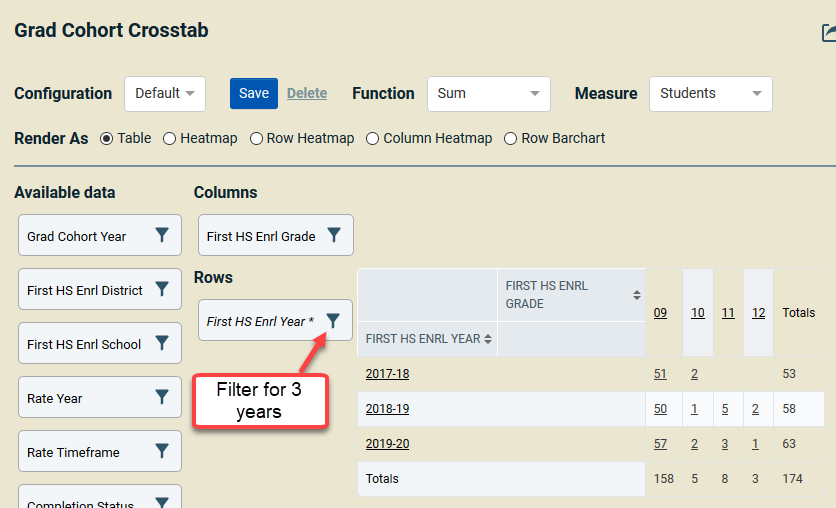 Grad Cohort Crosstab
Configuration Default Save Delete Function Sum Measure Students
Render As Table Heatmap Row Heatmap Column Heatmap Row Barchart
Available data
Columns
Grad Cohort Year
First HS Enrl Grade
First HS Enrl District
First HS Enrl School
Rate Year
Rate Timeframe
Completion Status
Rows
First HS Enrl Year *
Filter for 3
years
FIRST HS ENRL
GRADE
09 10 11 12 Totals
FIRST HS ENRL YEAR
2017-18 51 2 53
2018-19 50 1 5 2 58
2019-20 57 2 3 1 63
Totals 158 5 8 3 174